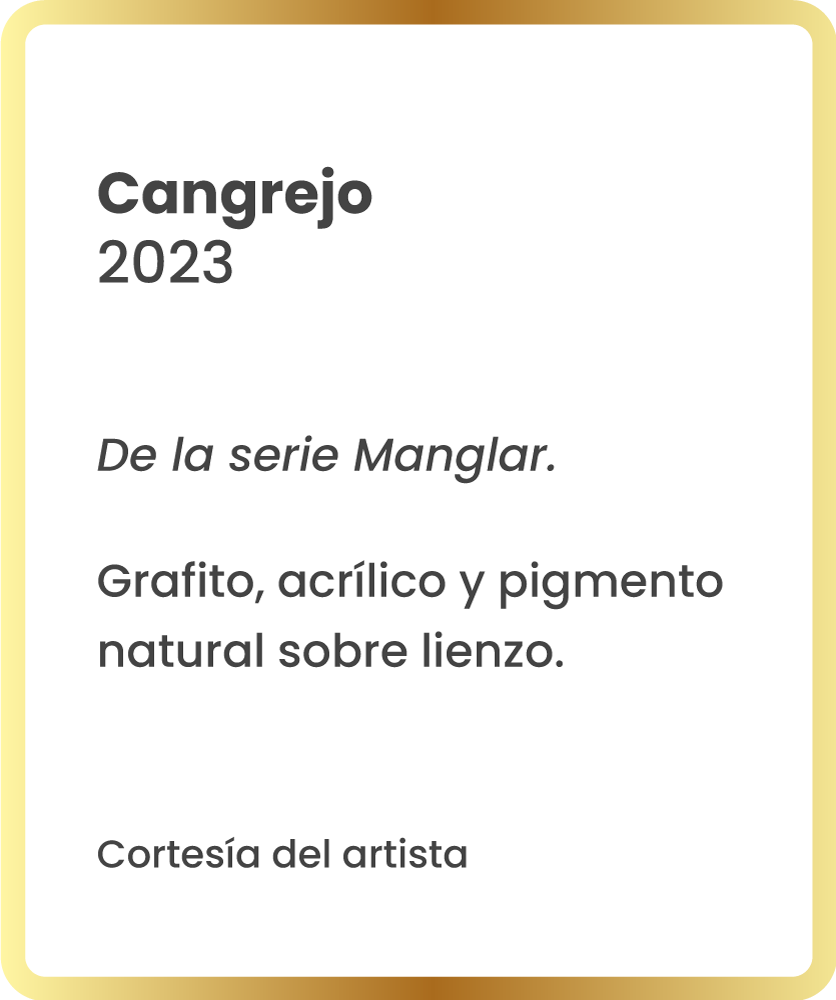 Cangrejo
2023
De la serie Manglar.
Grafito, acrílico y pigmento
natural sobre lienzo.
Cortesía del artista